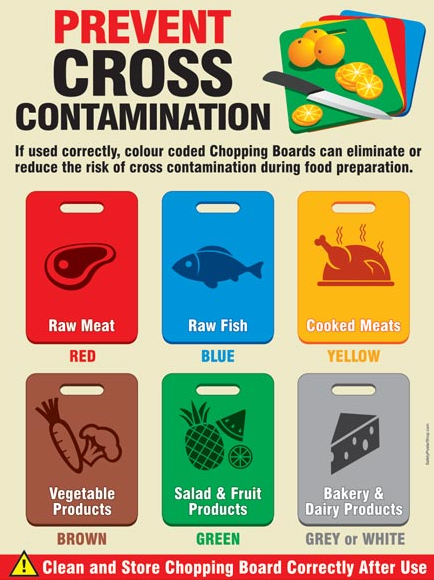 PREVENT
CROSS
CONTAMINATION
If used correctly, colour coded Chopping Boards can eliminate or
reduce the risk of cross contamination during food preparation.
Raw Meat
RED
Raw Fish
BLUE
Cooked Meats
YELLOW
Vegetable
Products
BROWN
Salad & Fruit
Products
GREEN
Bakery &
Dairy Products
GREY or WHITE
SafetyPosterShop.com
Clean and Store Chopping Board Correctly After Use